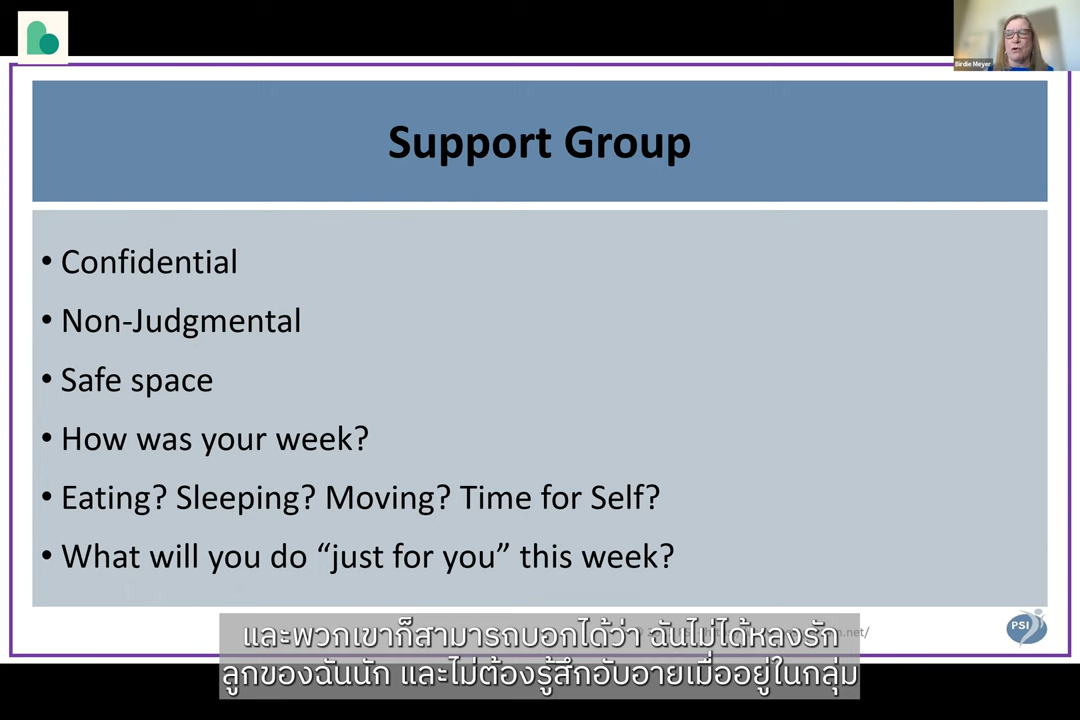 Birdie Meyer
Support Group
• Confidential
• Non-Judgmental
• Safe space
• How was your week?
• Eating? Sleeping? Moving? Time for Self?
• What will you do “just for you” this week?
และพวกเขาก็สามารถบอกได้ว่า ฉันไม่ได้หลงรัก
ลูกของฉันนัก และไม่ต้องรู้สึกอับอายเมื่ออยู่ในกลุ่ม
PSI